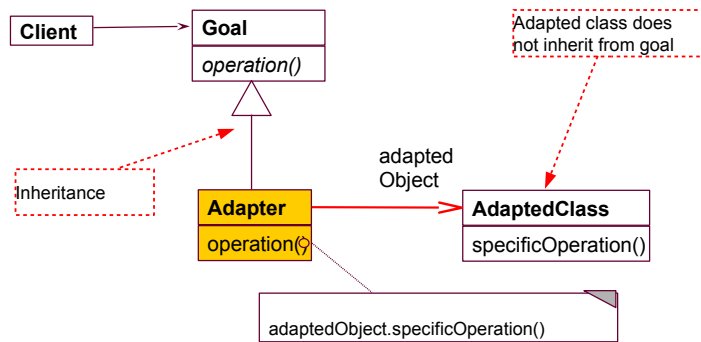 Client
Goal
operation()
Adapted class does
not inherit from goal
Inheritance
adapted
Object
Adapter
operation()
AdaptedClass
specificOperation()
adaptedObject.specificOperation()